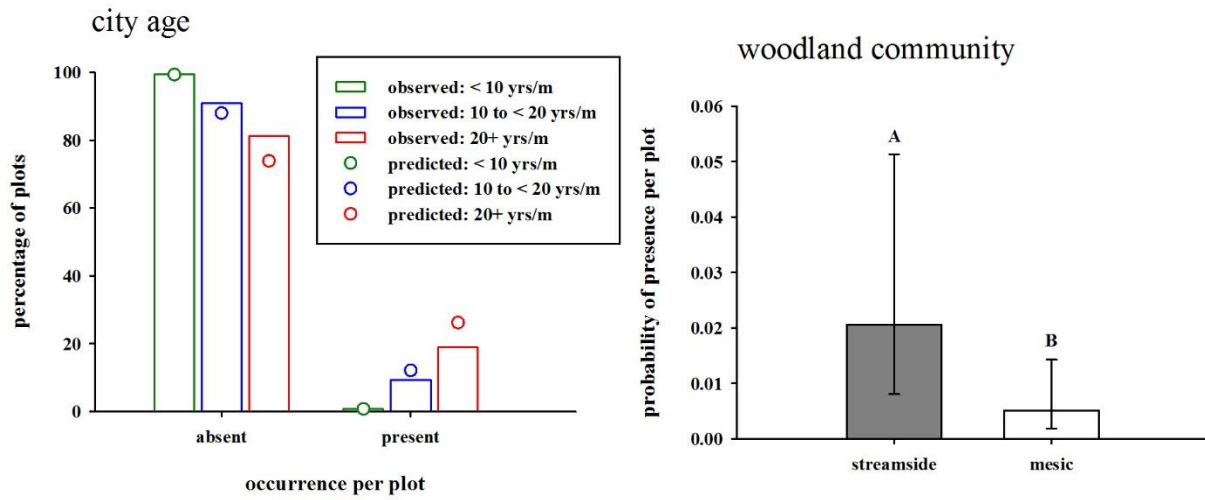 city age
percentage of plots
100
80
60
40
20
0
observed: < 10 yrs/m
observed: 10 to < 20 yrs/m
observed: 20+ yrs/m
predicted: < 10 yrs/m
predicted: 10 to < 20 yrs/m
predicted: 20+ yrs/m
absent
present
occurrence per plot
woodland community
probability of presence per plot
0.06
0.05
0.04
0.03
0.02
0.01
0.00
A
B
streamside
mesic